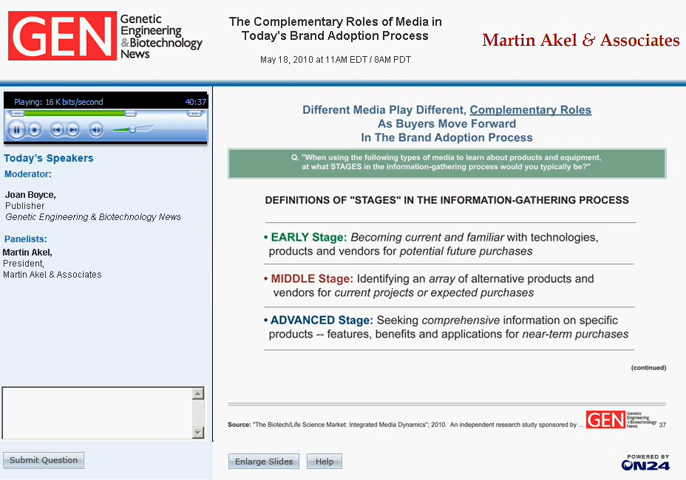 GEN Genetic
Engineering
& Biotechnology
News
The Complementary Roles of Media in
Today's Brand Adoption Process
May 18, 2010 at 11AM EDT / 8AM PDT
Martin Akel & Associates
Playing: 16 K bits/second 40:37
Today's Speakers
Moderator:
Joan Boyce,
Publisher
Genetic Engineering & Biotechnology News
Panelists:
Martin Akel,
President,
Martin Akel & Associates
Submit Question
Different Media Play Different, Complementary Roles
As Buyers Move Forward
In The Brand Adoption Process
Q. "When using the following types of media to learn about products and equipment,
at what STAGES in the information-gathering process would you typically be?"
DEFINITIONS OF "STAGES" IN THE INFORMATION-GATHERING PROCESS
• EARLY Stage: Becoming current and familiar with technologies,
products and vendors for potential future purchases
• MIDDLE Stage: Identifying an array of alternative products and
vendors for current projects or expected purchases
• ADVANCED Stage: Seeking comprehensive information on specific
products -- features, benefits and applications for near-term purchases
(continued)
Source: "The Biotech/Life Science Market: Integrated Media Dynamics"; 2010. An independent research study sponsored by ...
GEN Genetic
Engineering
& Biotechnology
News
37
Enlarge Slides Help
POWERED BY
ON24